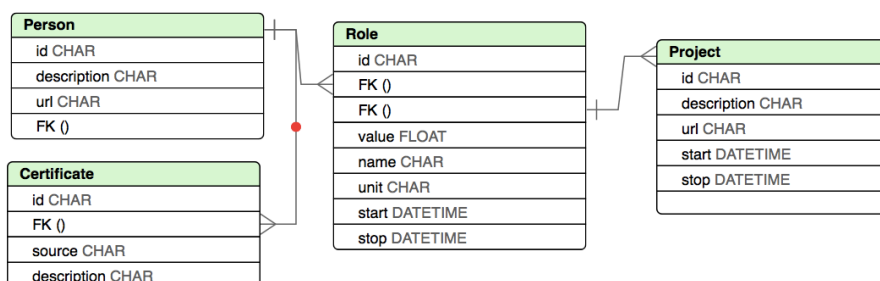 Person
id CHAR
description CHAR
url CHAR
FK ()
Certificate
id CHAR
FK ()
source CHAR
description CHAR
Role
id CHAR
FK ()
FK ()
value FLOAT
name CHAR
unit CHAR
start DATETIME
stop DATETIME
Project
id CHAR
description CHAR
url CHAR
start DATETIME
stop DATETIME